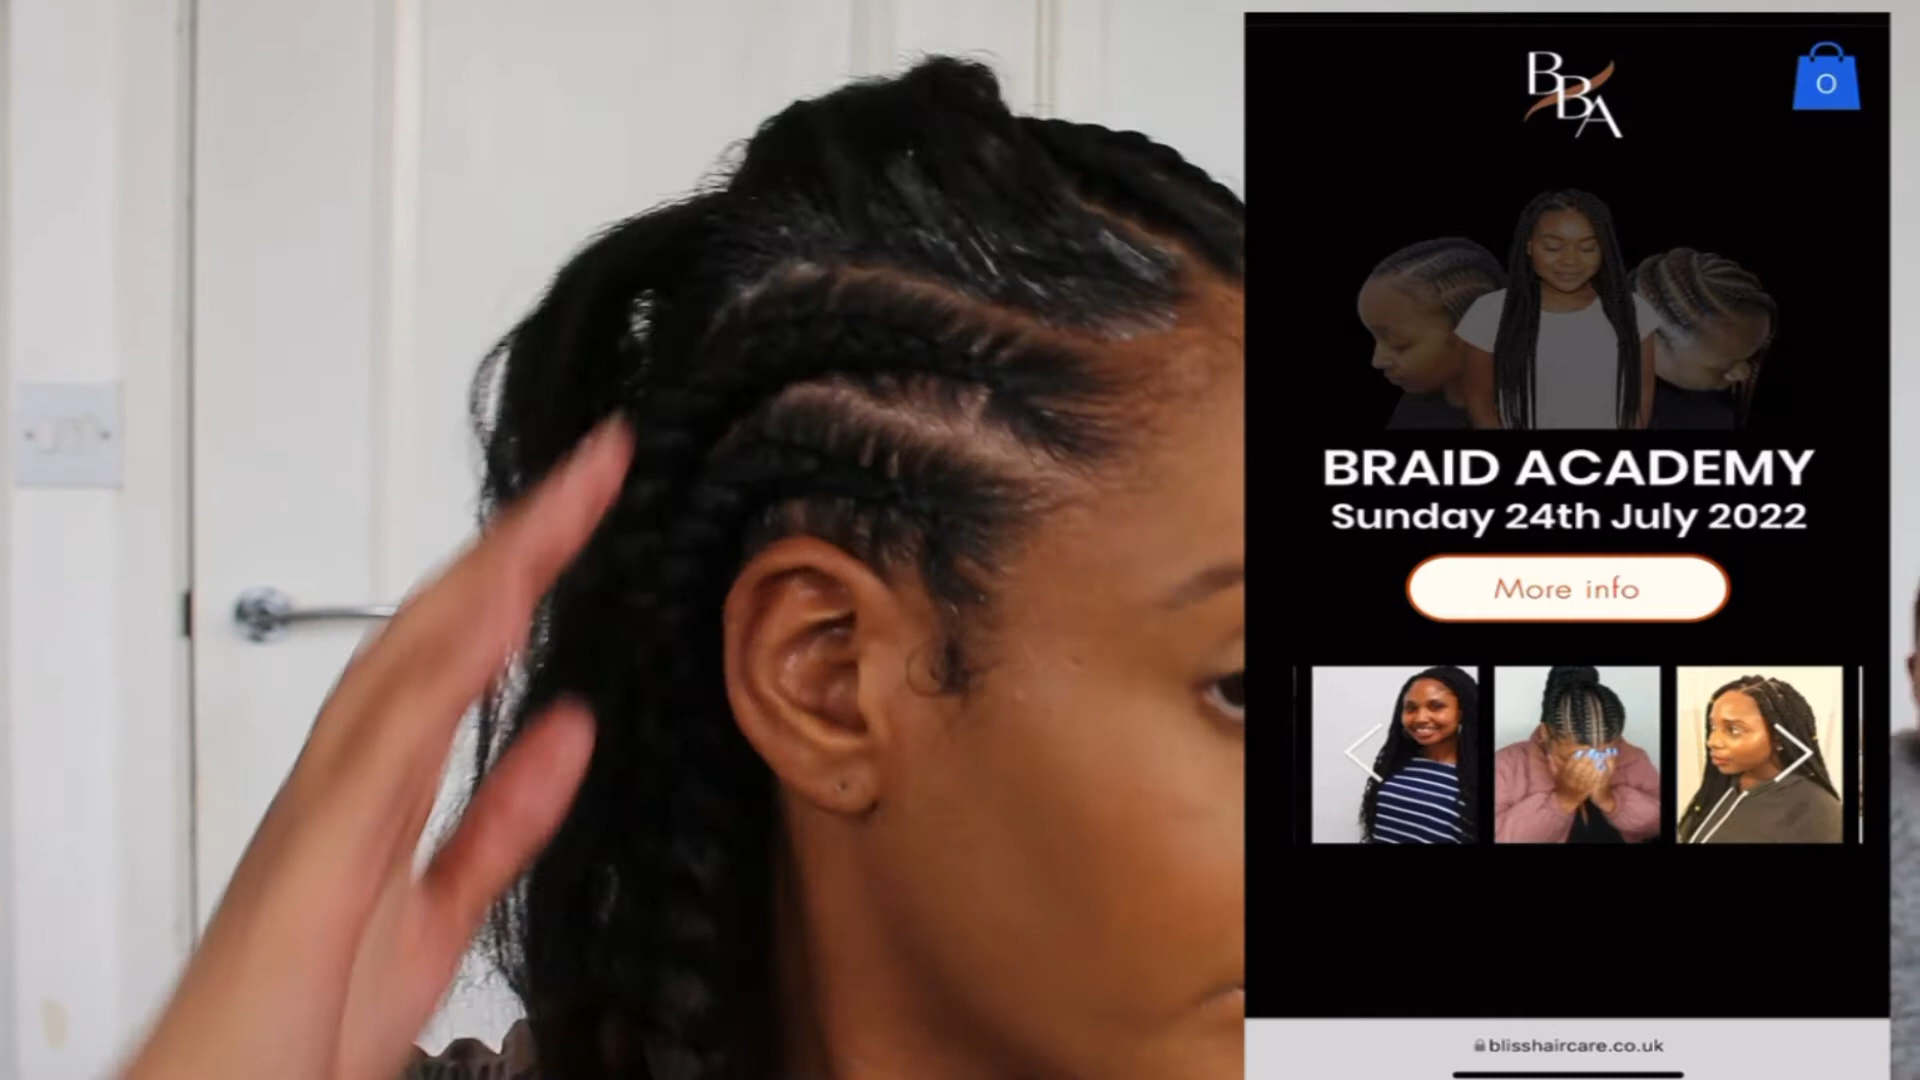 BBA
0
BRAID ACADEMY
Sunday 24th July 2022
More info
blisshaircare.co.uk